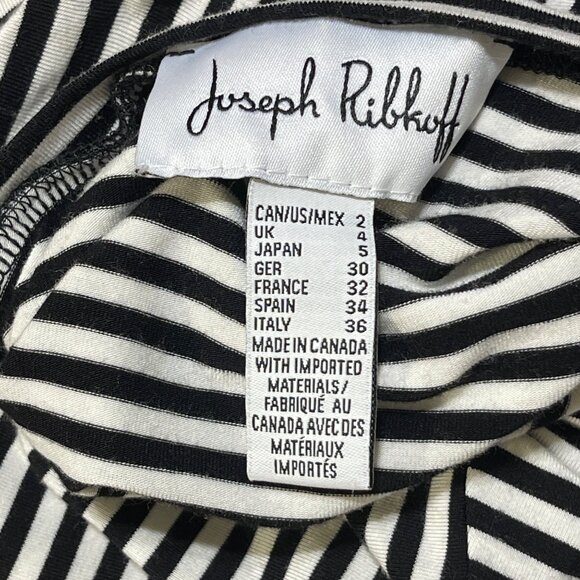 Joseph Ribkoff
CAN/US/MEX 2
UK 4
JAPAN 5
GER 30
FRANCE 32
SPAIN 34
ITALY 36
MADE IN CANADA
WITH IMPORTED
MATERIALS/
FABRIQUÉ AU
CANADA AVEC DES
MATÉRIAUX
IMPORTÉS